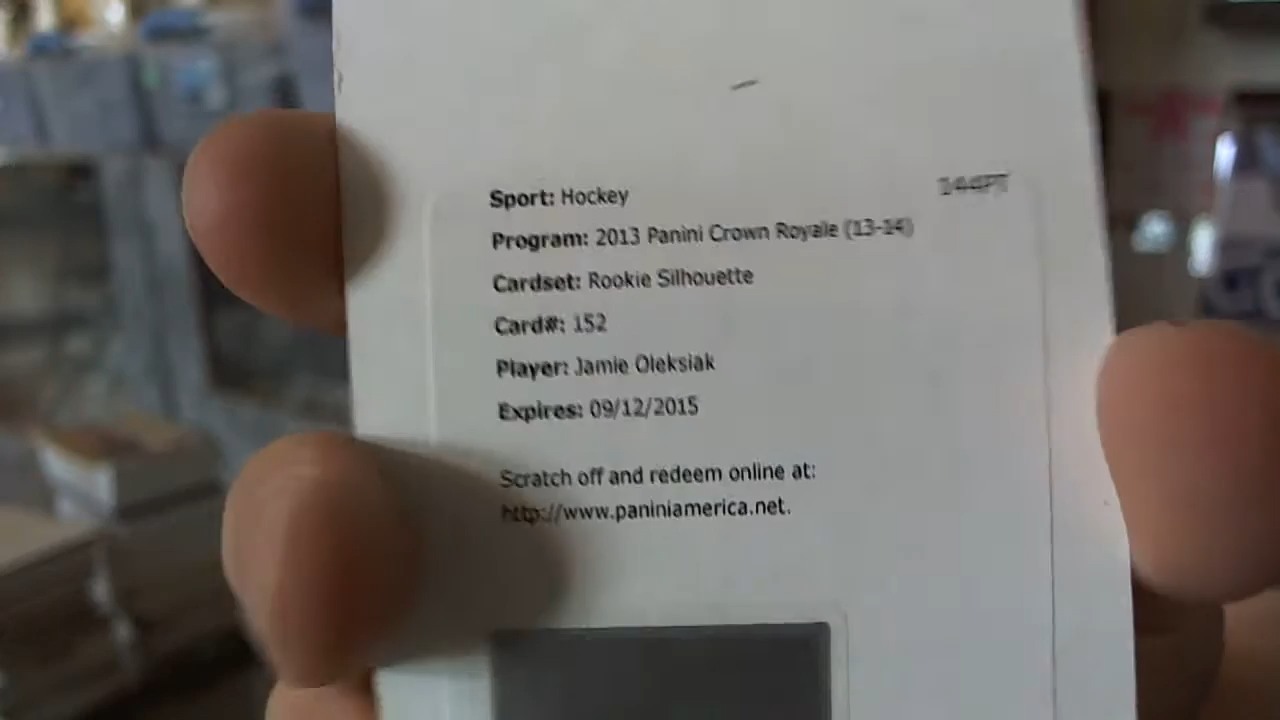 144PT
Sport: Hockey
Program: 2013 Panini Crown Royale (13-14)
Cardset: Rookie Silhouette
Card#: 152
Player: Jamie Oleksiak
Expires: 09/12/2015
Scratch off and redeem online at:
http://www.paniniamerica.net.